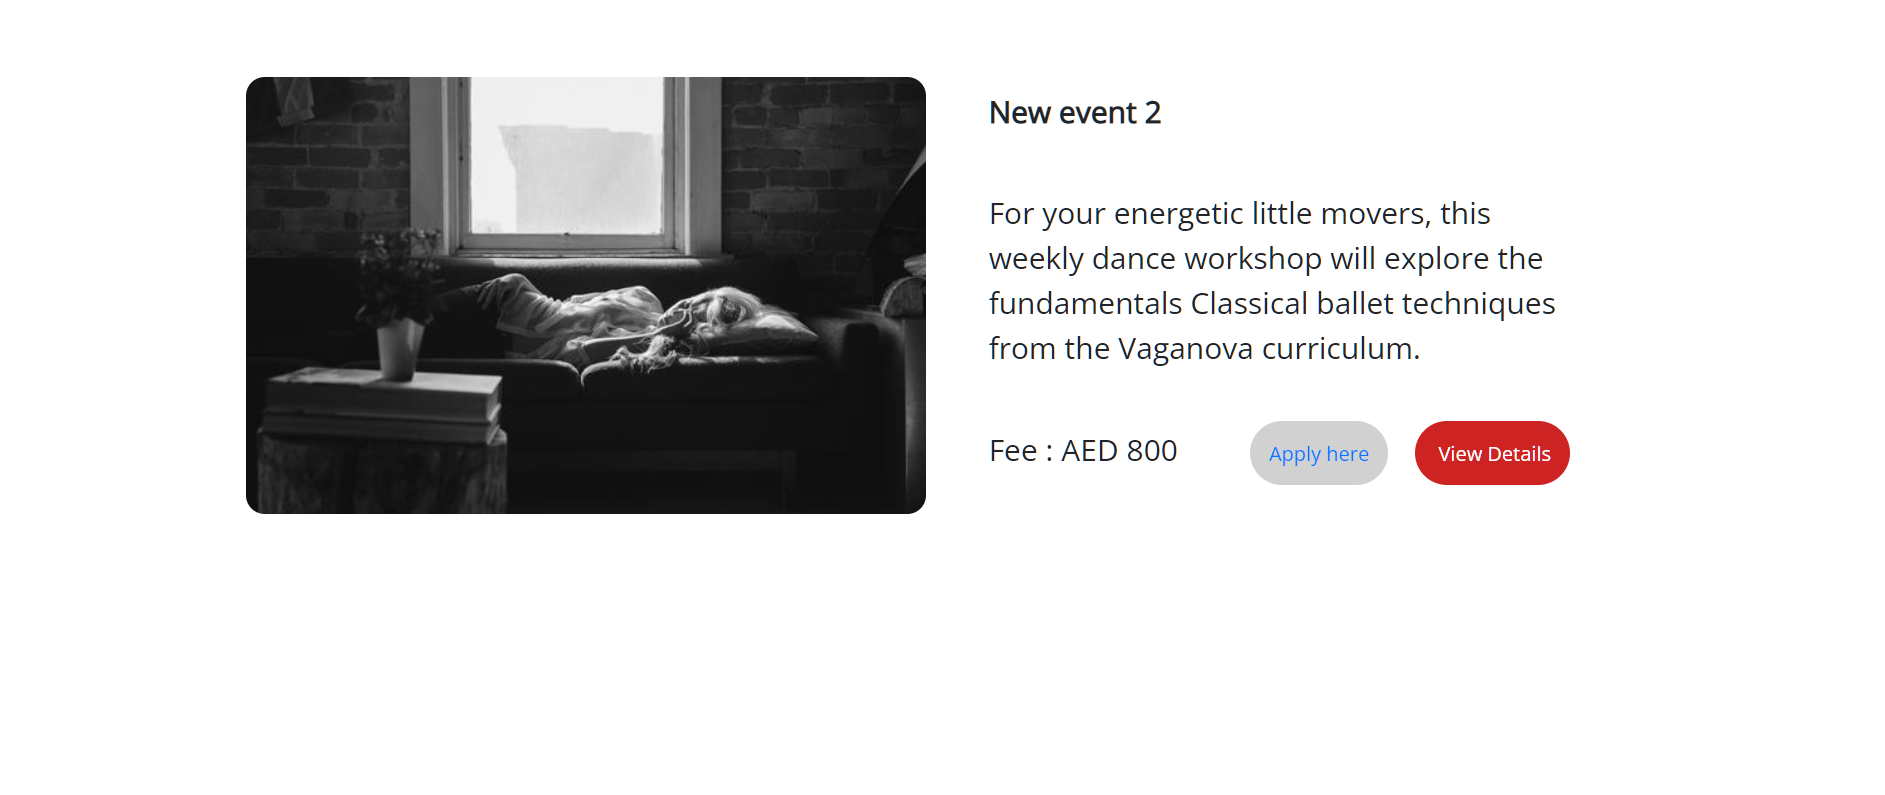 New event 2
For your energetic little movers, this
weekly dance workshop will explore the
fundamentals Classical ballet techniques
from the Vaganova curriculum.
Fee : AED 800
Apply here
View Details